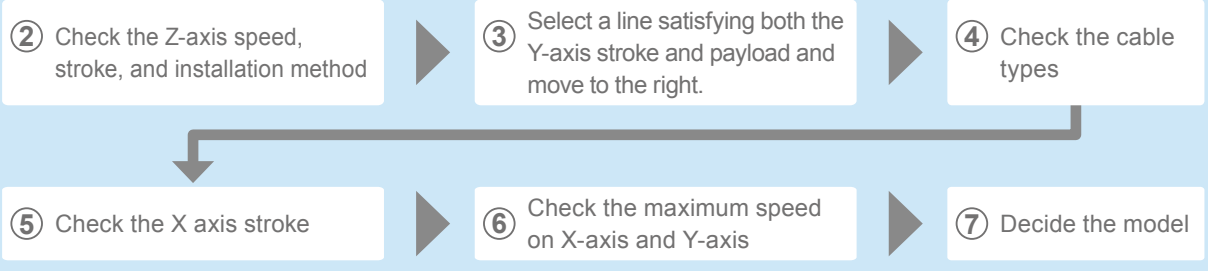 ② Check the Z-axis speed,
stroke, and installation method
③ Select a line satisfying both the
Y-axis stroke and payload and
move to the right.
④ Check the cable
types
⑤ Check the X axis stroke
⑥ Check the maximum speed
on X-axis and Y-axis
⑦ Decide the model